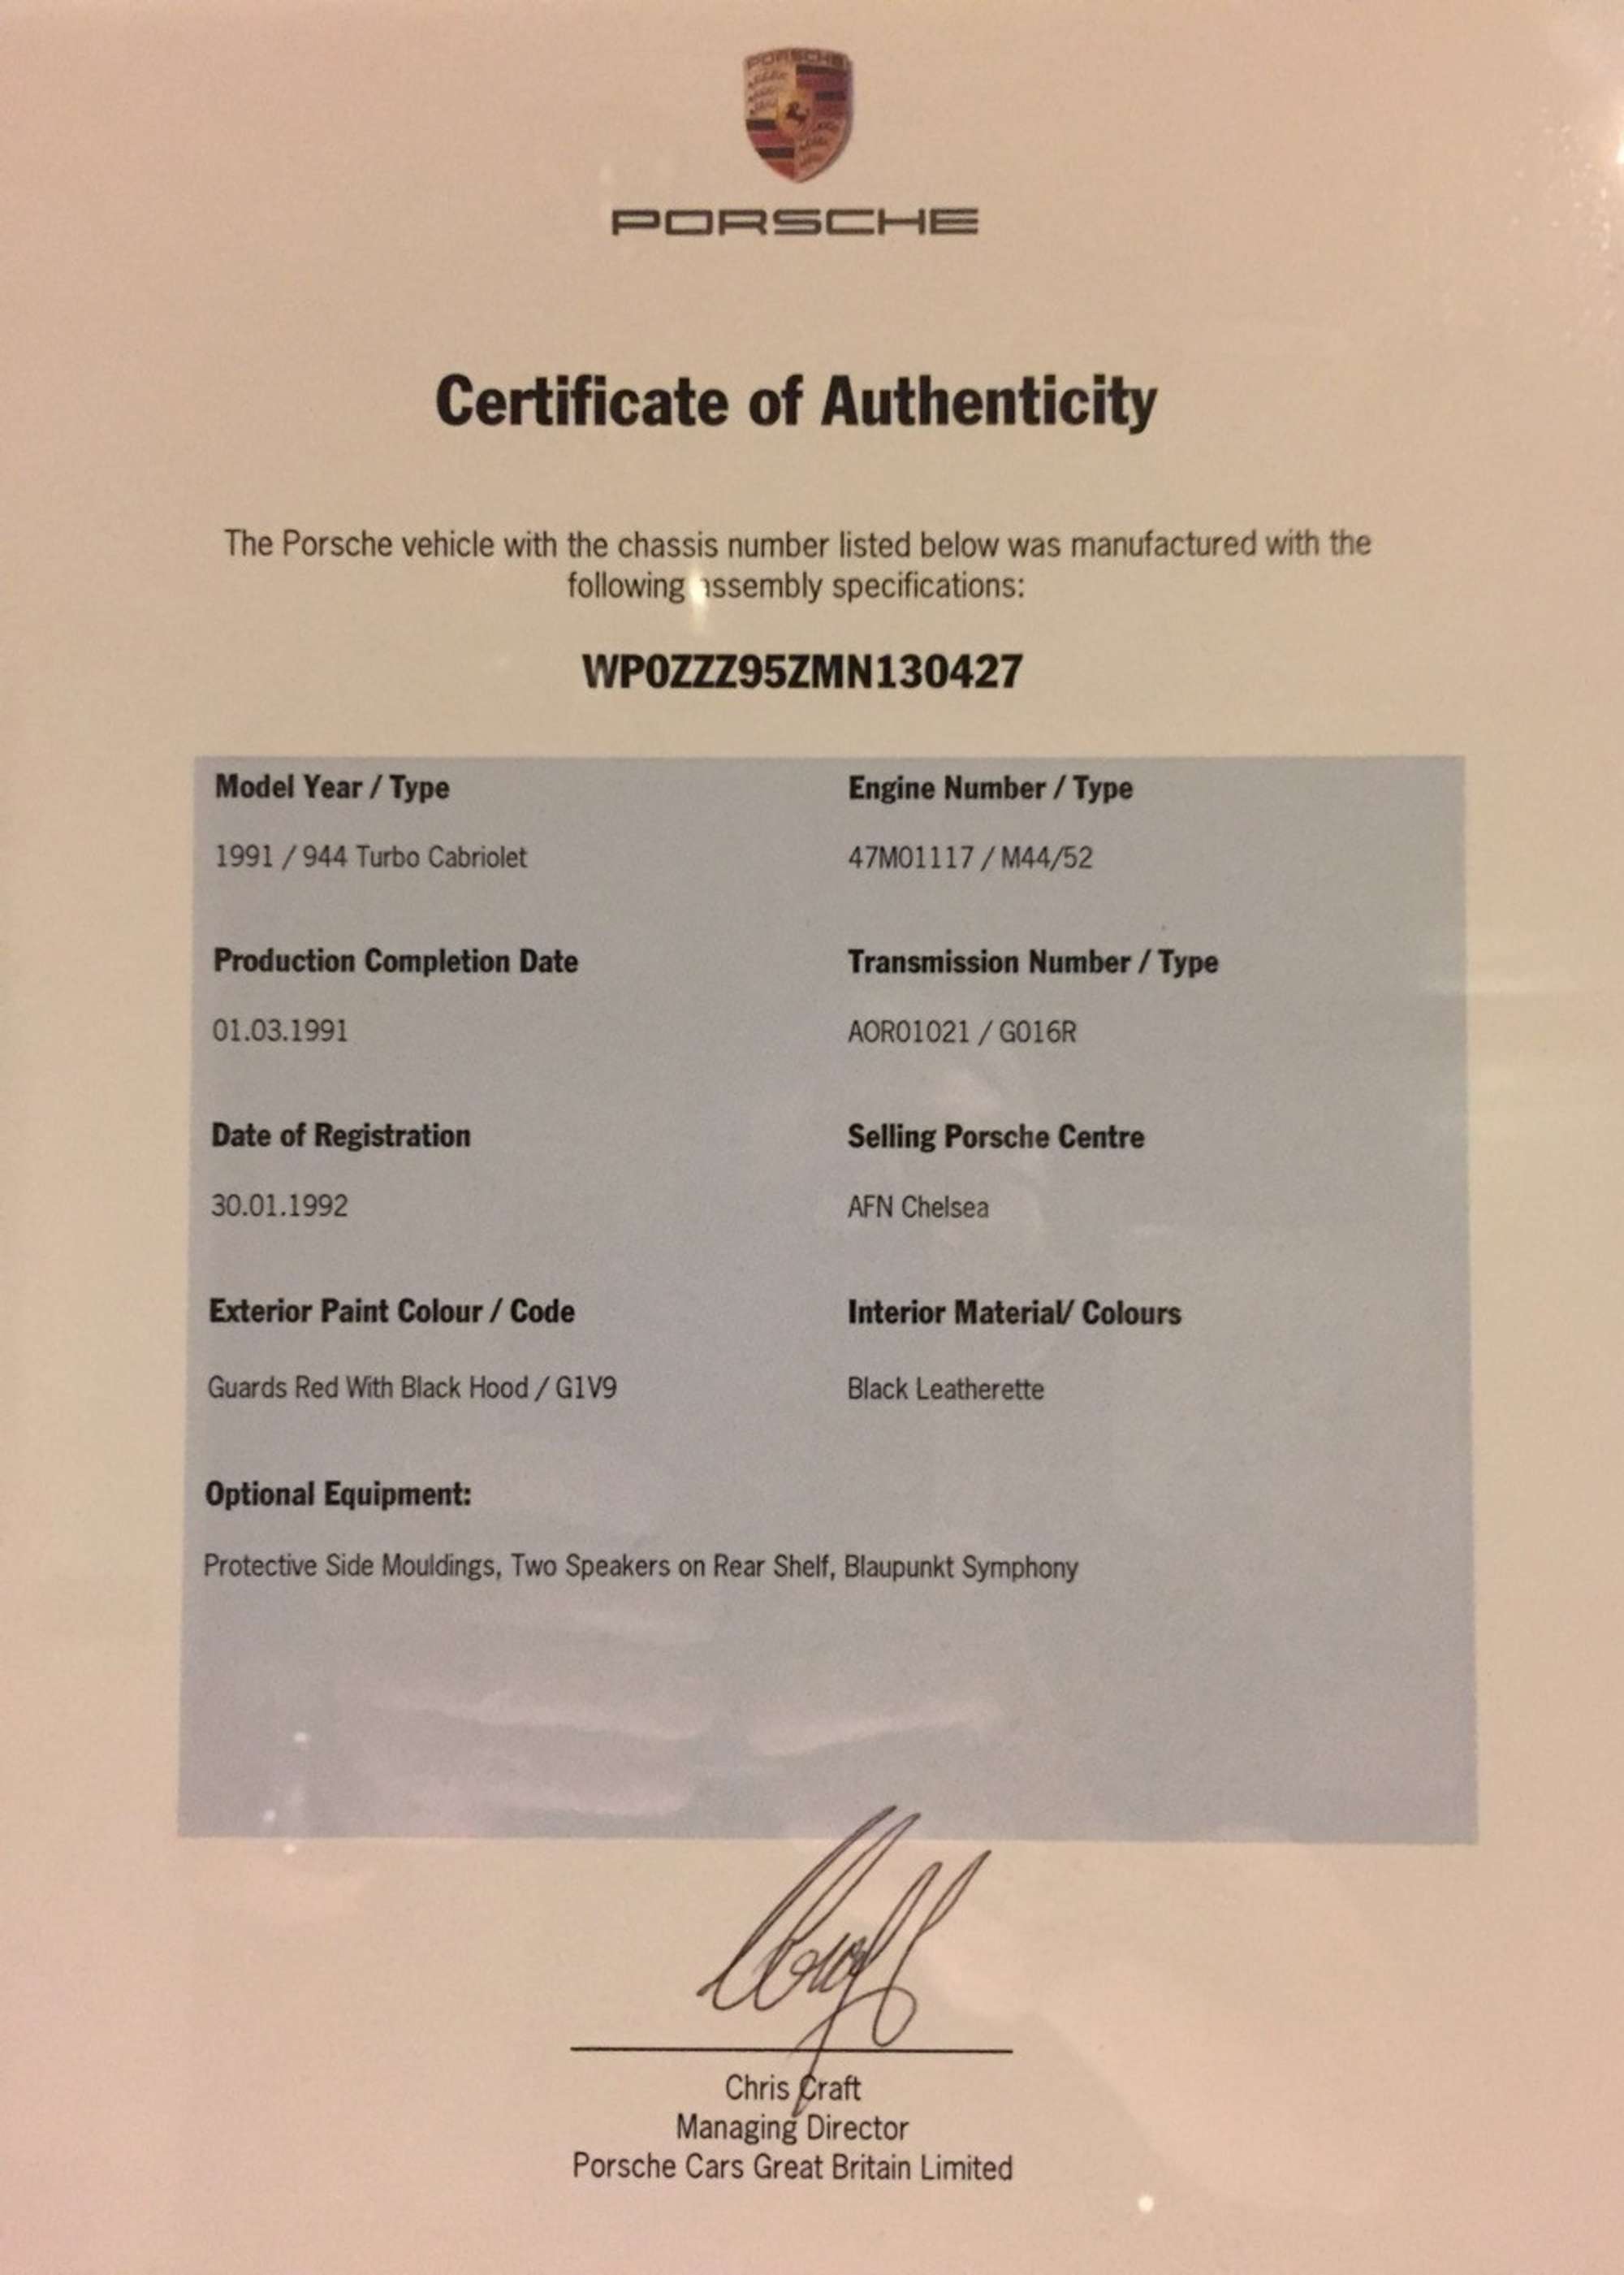 PORSCHE
PORSCHE
Certificate of Authenticity
The Porsche vehicle with the chassis number listed below was manufactured with the
following assembly specifications:
WP0ZZZ95ZMN130427
Model Year / Type
Engine Number / Type
1991 / 944 Turbo Cabriolet
47M01117 / M44/52
Production Completion Date
Transmission Number / Type
01.03.1991
AOR01021 / G016R
Date of Registration
Selling Porsche Centre
30.01.1992
AFN Chelsea
Exterior Paint Colour / Code
Interior Material/ Colours
Guards Red With Black Hood / G1V9
Black Leatherette
Optional Equipment:
Protective Side Mouldings, Two Speakers on Rear Shelf, Blaupunkt Symphony
Chris Craft
Managing Director
Porsche Cars Great Britain Limited